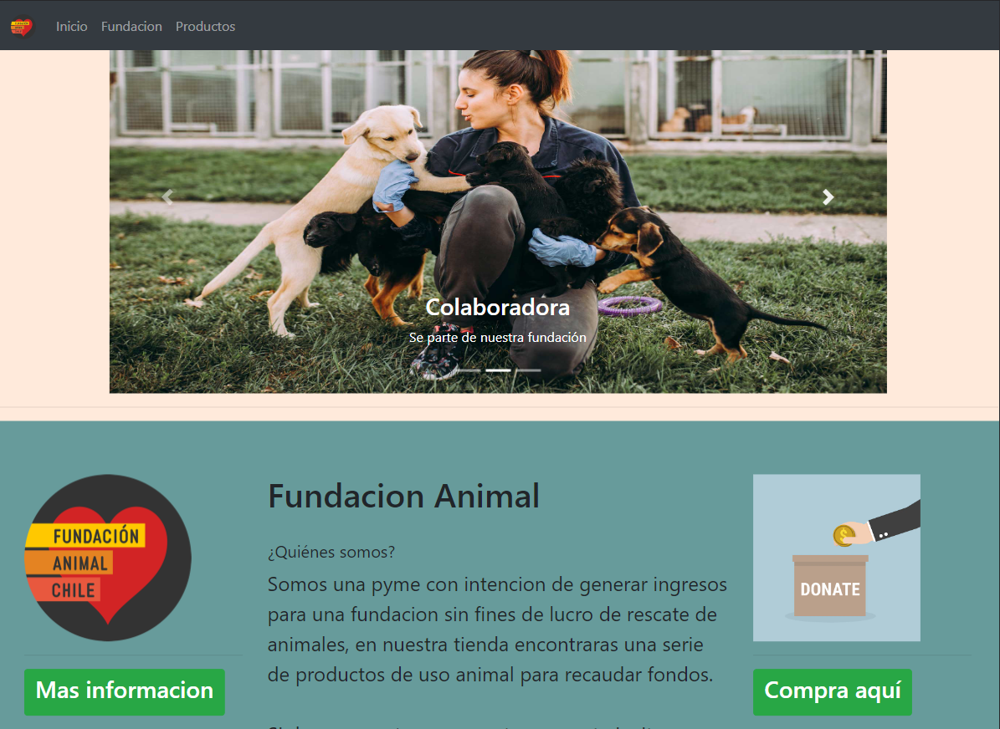 Inicio Fundacion Productos
Colaboradora
Se parte de nuestra fundación
FUNDACIÓN
ANIMAL
CHILE
Fundacion Animal
¿Quiénes somos?
Somos una pyme con intencion de generar ingresos
para una fundacion sin fines de lucro de rescate de
animales, en nuestra tienda encontraras una serie
de productos de uso animal para recaudar fondos.
$
DONATE
Mas informacion
Compra aquí